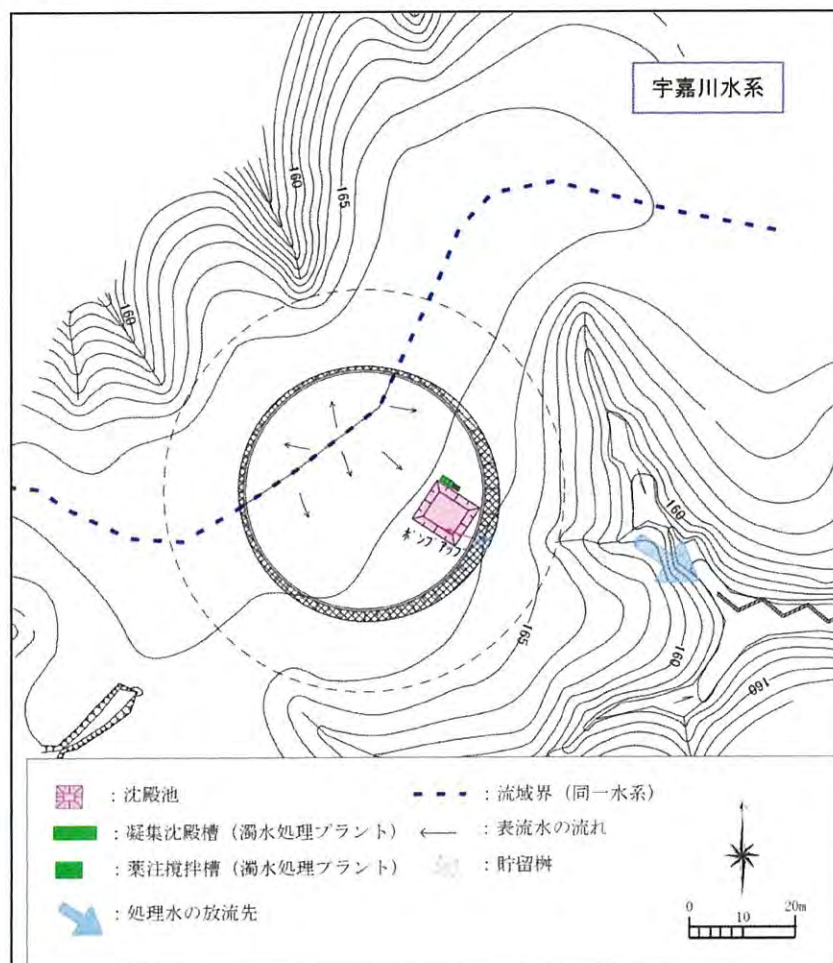 宇嘉川水系
160
165
160
ポンプアップ
160
165
160
160
：沈殿池
：流域界（同一水系）
：凝集沈殿槽（濁水処理プラント）
：表流水の流れ
：薬注撹拌槽（濁水処理プラント）
：貯留桝
：処理水の放流先
0 10 20m